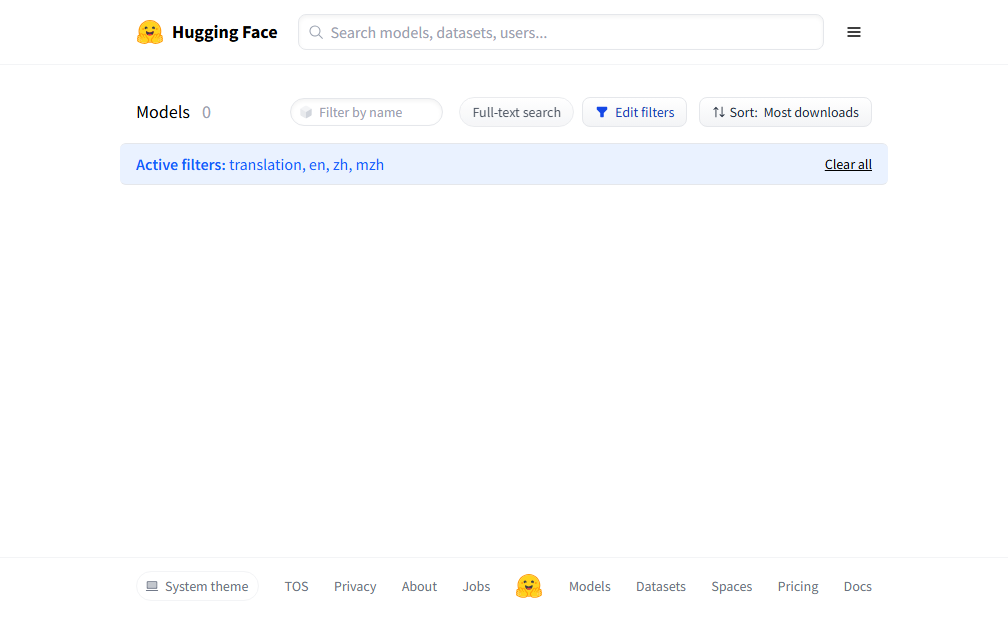 Hugging Face Search models, datasets, users...
Models 0 Filter by name Full-text search Edit filters Sort: Most downloads
Active filters: translation, en, zh, mzh Clear all
System theme TOS Privacy About Jobs Models Datasets Spaces Pricing Docs